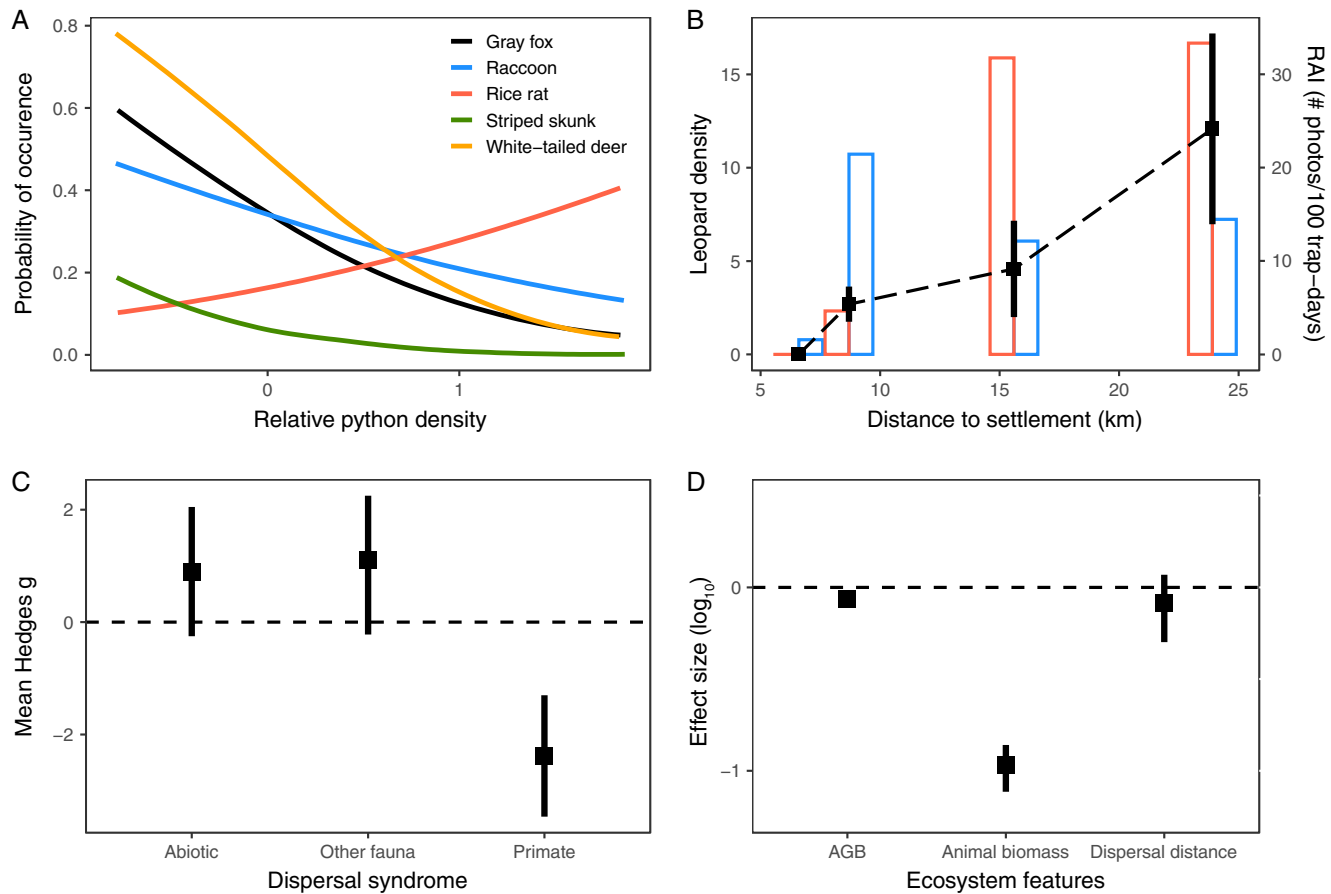 A
Probability of occurence
0.8
0.6
0.4
0.2
0.0
Gray fox
Raccoon
Rice rat
Striped skunk
White−tailed deer
0 1
Relative python density
B
Leopard density
15
10
5
0
30
20
10
0
RAI (# photos/100 trap−days)
5 10 15 20 25
Distance to settlement (km)
C
Mean Hedges g
2
0
−2
Abiotic Other fauna Primate
Dispersal syndrome
D
Effect size (log₁₀)
0
−1
AGB Animal biomass Dispersal distance
Ecosystem features